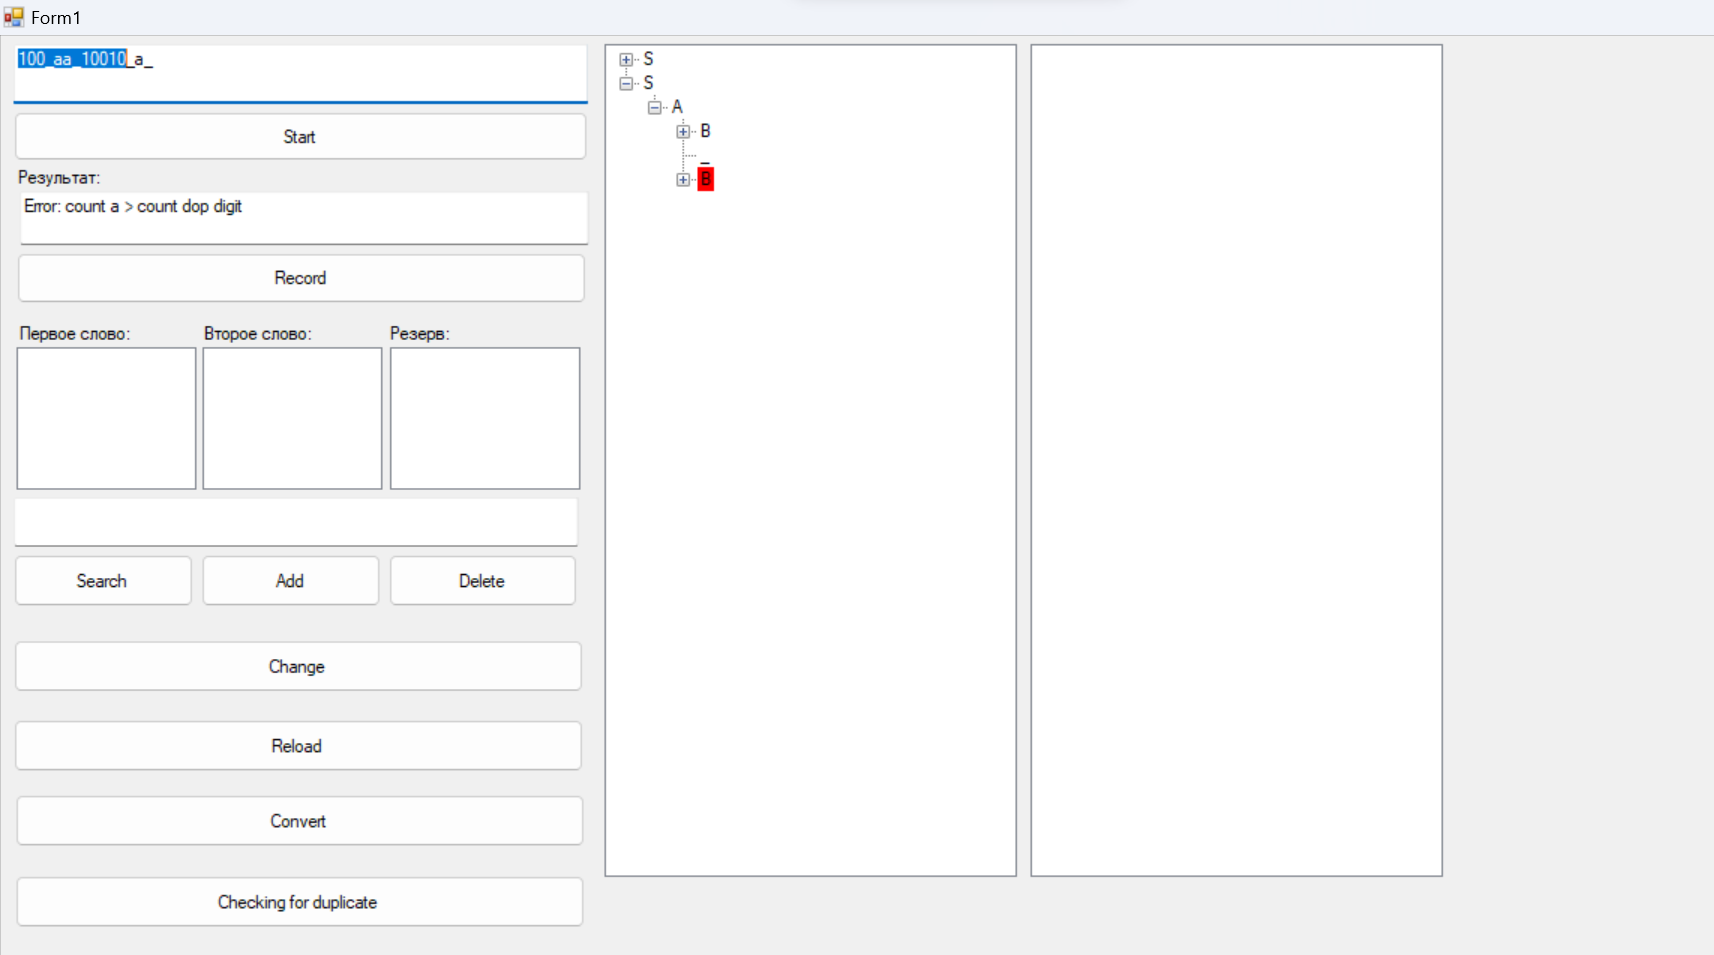 Form1
100_aa_10010_a_
Start
Результат:
Error: count a > count dop digit
Record
Первое слово: Второе слово: Резерв:
Search Add Delete
Change
Reload
Convert
Checking for duplicate
S
S
A
B
_
B